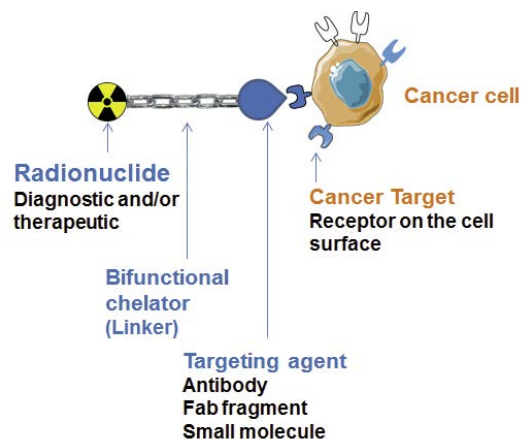 Cancer cell
Radionuclide
Diagnostic and/or
therapeutic
Cancer Target
Receptor on the cell
surface
Bifunctional
chelator
(Linker)
Targeting agent
Antibody
Fab fragment
Small molecule